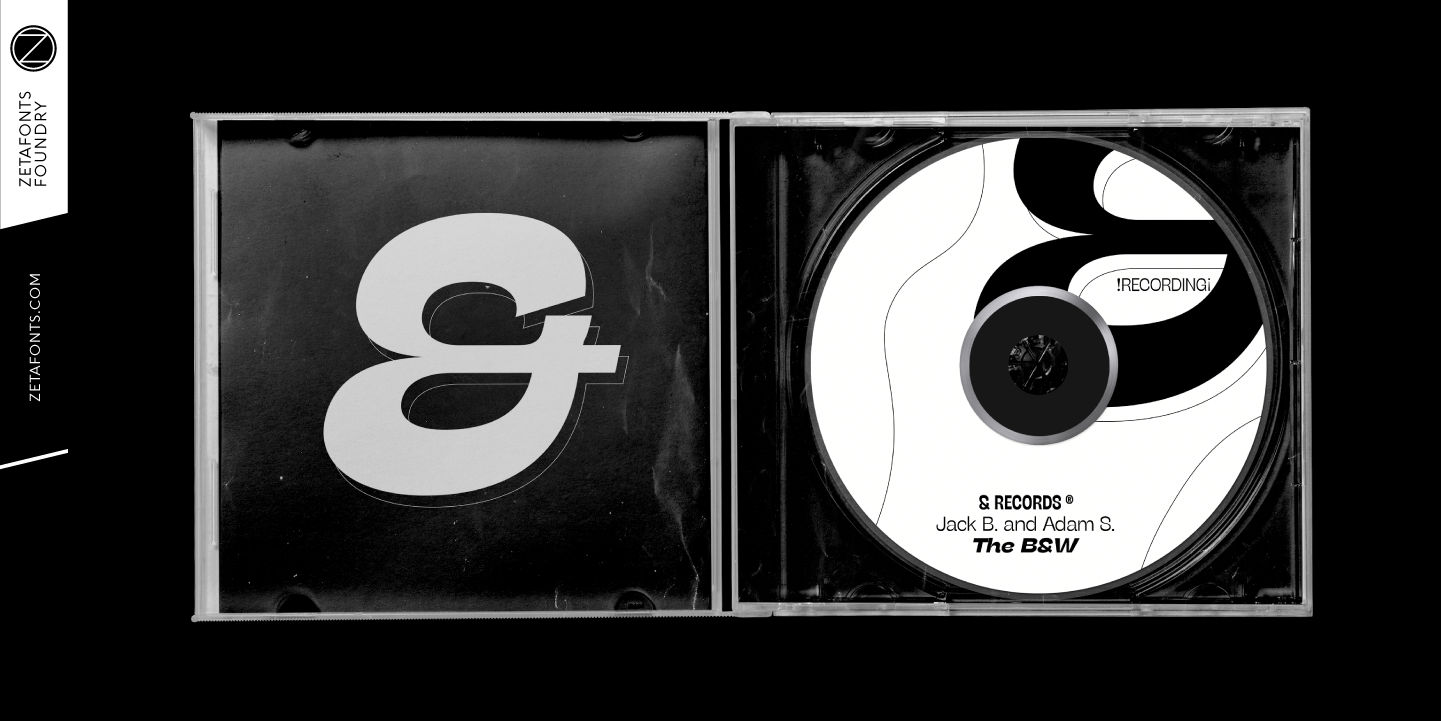 ZETAFONTS
FOUNDRY
ZETAFONTS.COM
&
!RECORDING¡
& RECORDS ®
Jack B. and Adam S.
The B&W